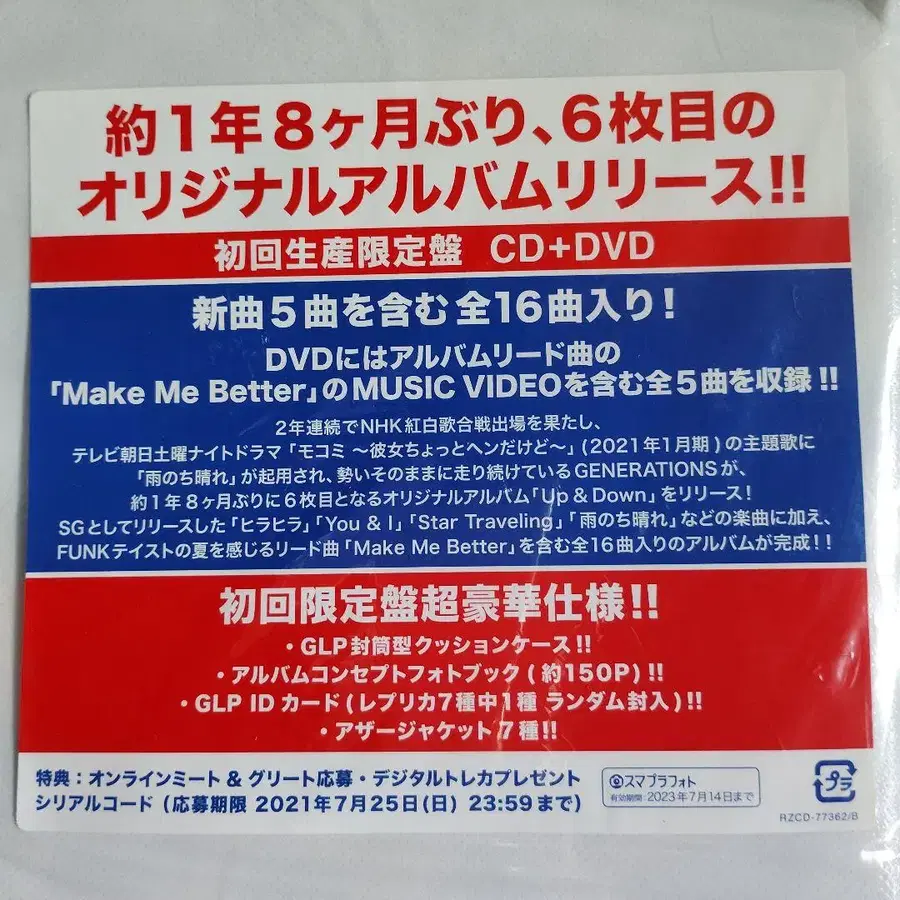 約1年8ヶ月ぶり、6枚目の
オリジナルアルバムリリース!!
初回生産限定盤 CD+DVD
新曲5曲を含む 全16曲入り!
DVDにはアルバムリード曲の
「Make Me Better」のMUSIC VIDEOを含む全5曲を収録!!
2年連続でNHK紅白歌合戦出場を果たし、
テレビ朝日土曜ナイトドラマ「モコミ ～彼女ちょっとヘンだけど～」(2021年1月期)の主題歌に
「雨のち晴れ」が起用され、勢いそのままに走り続けているGENERATIONSが、
約1年8ヶ月ぶりに6枚目となるオリジナルアルバム「Up & Down」をリリース!
SGとしてリリースした「ヒラヒラ」「You & I」「Star Traveling」「雨のち晴れ」などの楽曲に加え、
FUNKテイストの夏を感じるリード曲「Make Me Better」を含む全16曲入りのアルバムが完成!!
初回限定盤超豪華仕様!!
・GLP封筒型クッションケース!!
・アルバムコンセプトフォトブック(約150P)!!
・GLP IDカード(レプリカ7種中1種 ランダム封入)!!
・アザージャケット7種!!
特典:オンラインミート&グリート応募・デジタルトレカプレゼント
シリアルコード(応募期限 2021年7月25日(日) 23:59まで)
スマプラフォト
有効期間:2023年7月14日まで
プラ
RZCD-77362/B